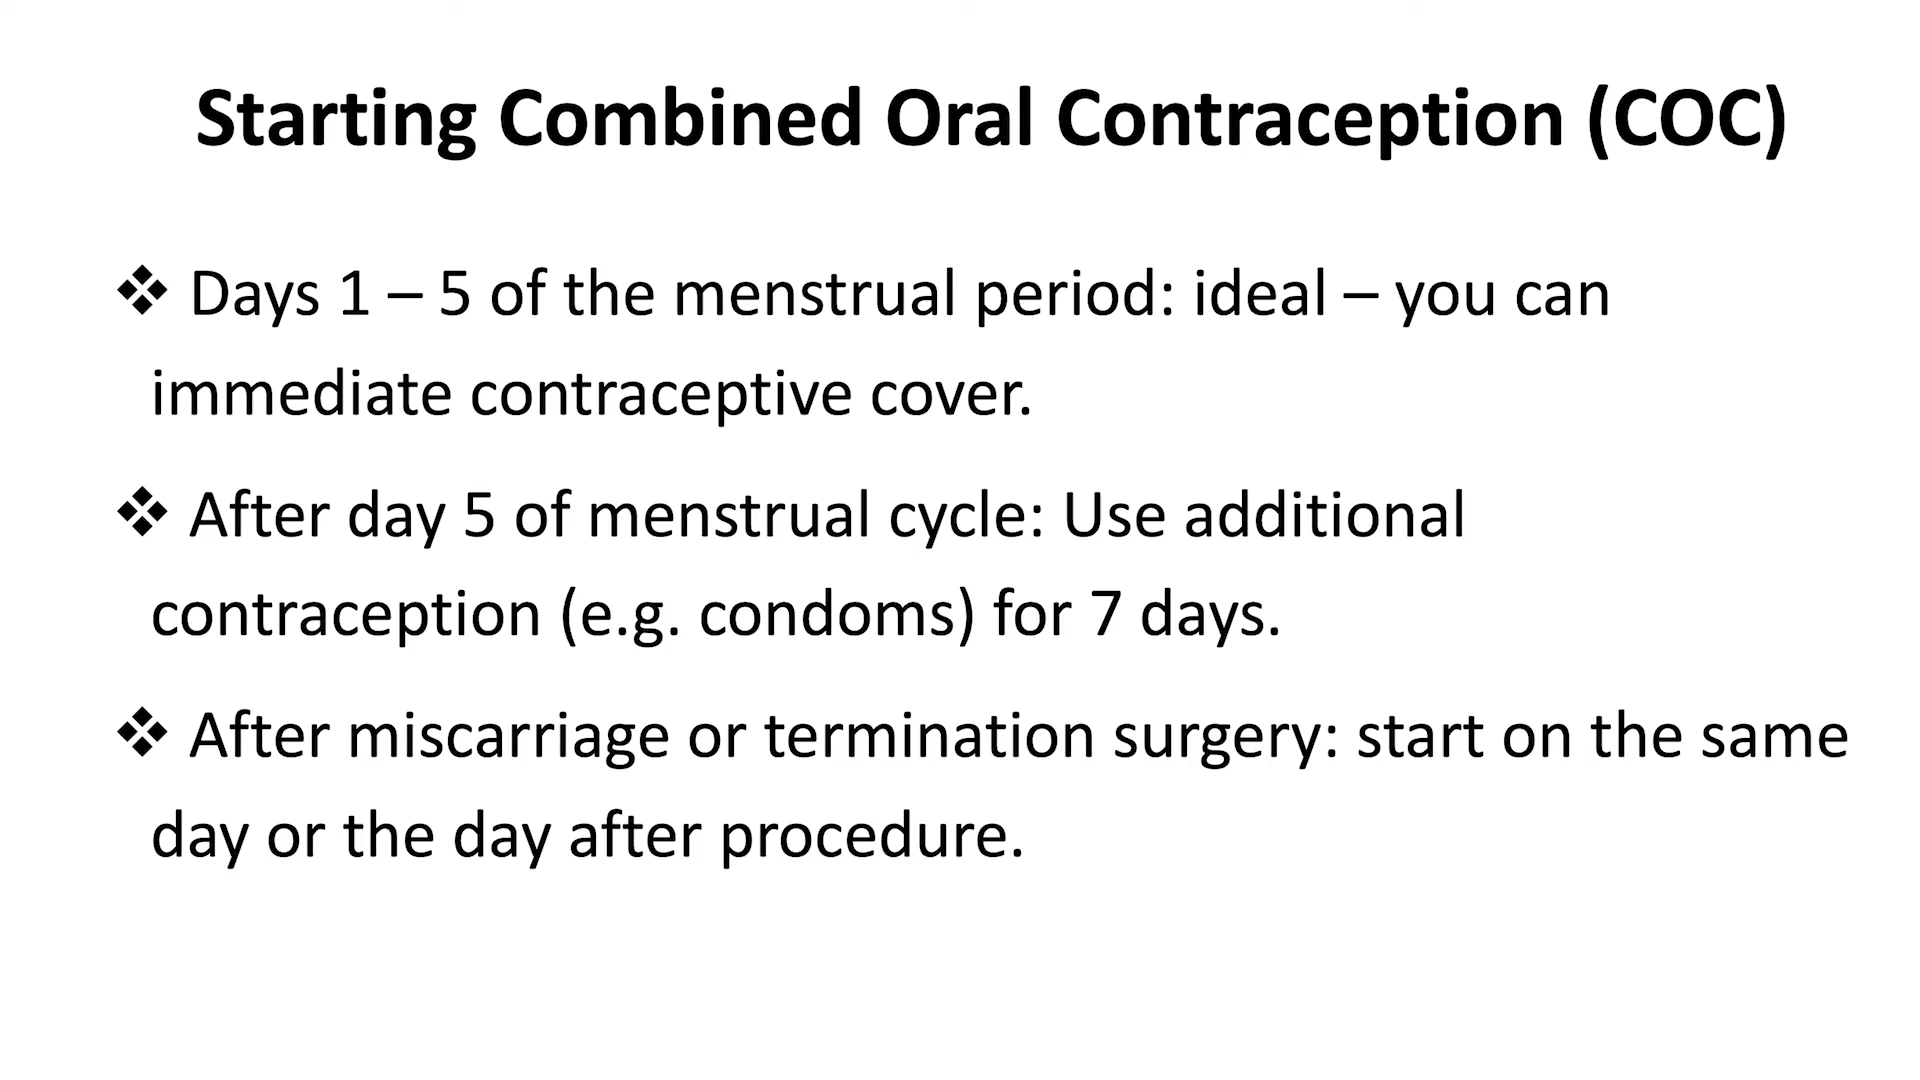 Starting Combined Oral Contraception (COC)
❖ Days 1 – 5 of the menstrual period: ideal – you can
immediate contraceptive cover.
❖ After day 5 of menstrual cycle: Use additional
contraception (e.g. condoms) for 7 days.
❖ After miscarriage or termination surgery: start on the same
day or the day after procedure.